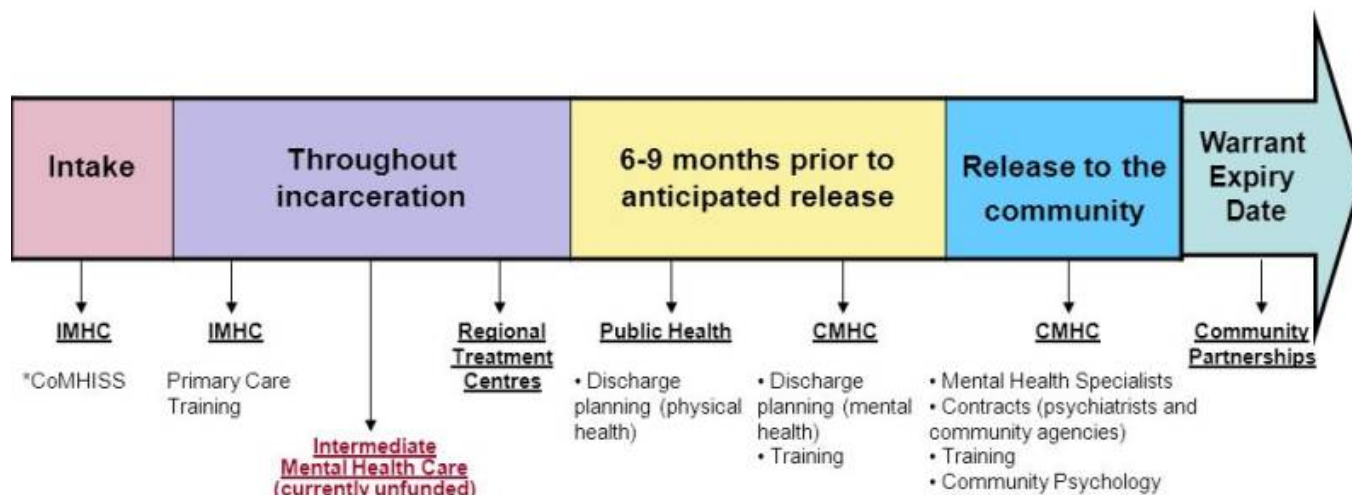 Intake
Throughout
incarceration
6-9 months prior to
anticipated release
Release to the
community
Warrant
Expiry
Date
IMHC
*CoMHISS
IMHC
Primary Care
Training
Intermediate
Mental Health Care
(currently unfunded)
Regional
Treatment
Centres
Public Health
• Discharge
planning (physical
health)
CMHC
• Discharge
planning (mental
health)
• Training
CMHC
• Mental Health Specialists
• Contracts (psychiatrists and
community agencies)
• Training
• Community Psychology
Community
Partnerships